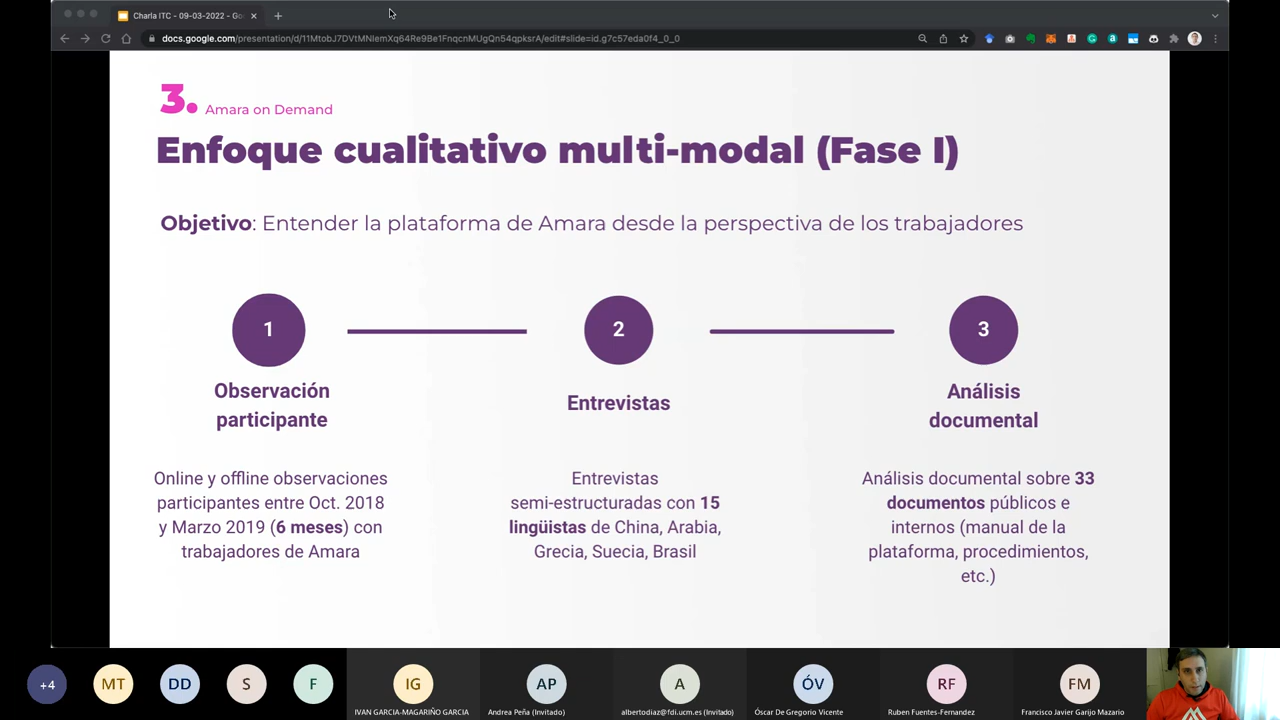 Charla ITC - 09-03-2022 - Go
docs.google.com/presentation/d/11MtobJ7DVtMNIemXq64Re9Be1FnqcnMUgQn54qpksrA/edit#slide=id.g7c57eda0f4_0_0
3. Amara on Demand
Enfoque cualitativo multi-modal (Fase I)
Objetivo: Entender la plataforma de Amara desde la perspectiva de los trabajadores
1
2
3
Observación
participante
Entrevistas
Análisis
documental
Online y offline observaciones
participantes entre Oct. 2018
y Marzo 2019 (6 meses) con
trabajadores de Amara
Entrevistas
semi-estructuradas con 15
lingüistas de China, Arabia,
Grecia, Suecia, Brasil
Análisis documental sobre 33
documentos públicos e
internos (manual de la
plataforma, procedimientos,
etc.)
+4
MT
DD
S
F
IG
AP
A
ÓV
RF
FM
IVAN GARCIA-MAGARIÑO GARCIA
Andrea Peña (Invitado)
albertodiaz@fdi.ucm.es (Invitado)
Óscar De Gregorio Vicente
Ruben Fuentes-Fernandez
Francisco Javier Garijo Mazario